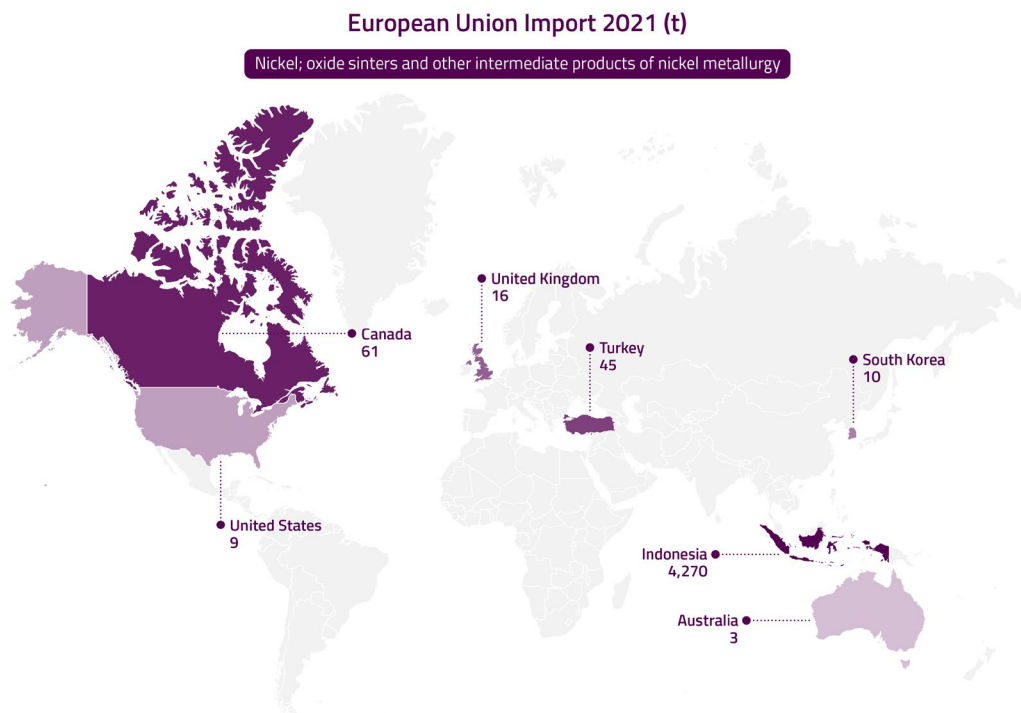 European Union Import 2021 (t)
Nickel; oxide sinters and other intermediate products of nickel metallurgy
United Kingdom
16
Canada
61
Turkey
45
South Korea
10
United States
9
Indonesia
4,270
Australia
3